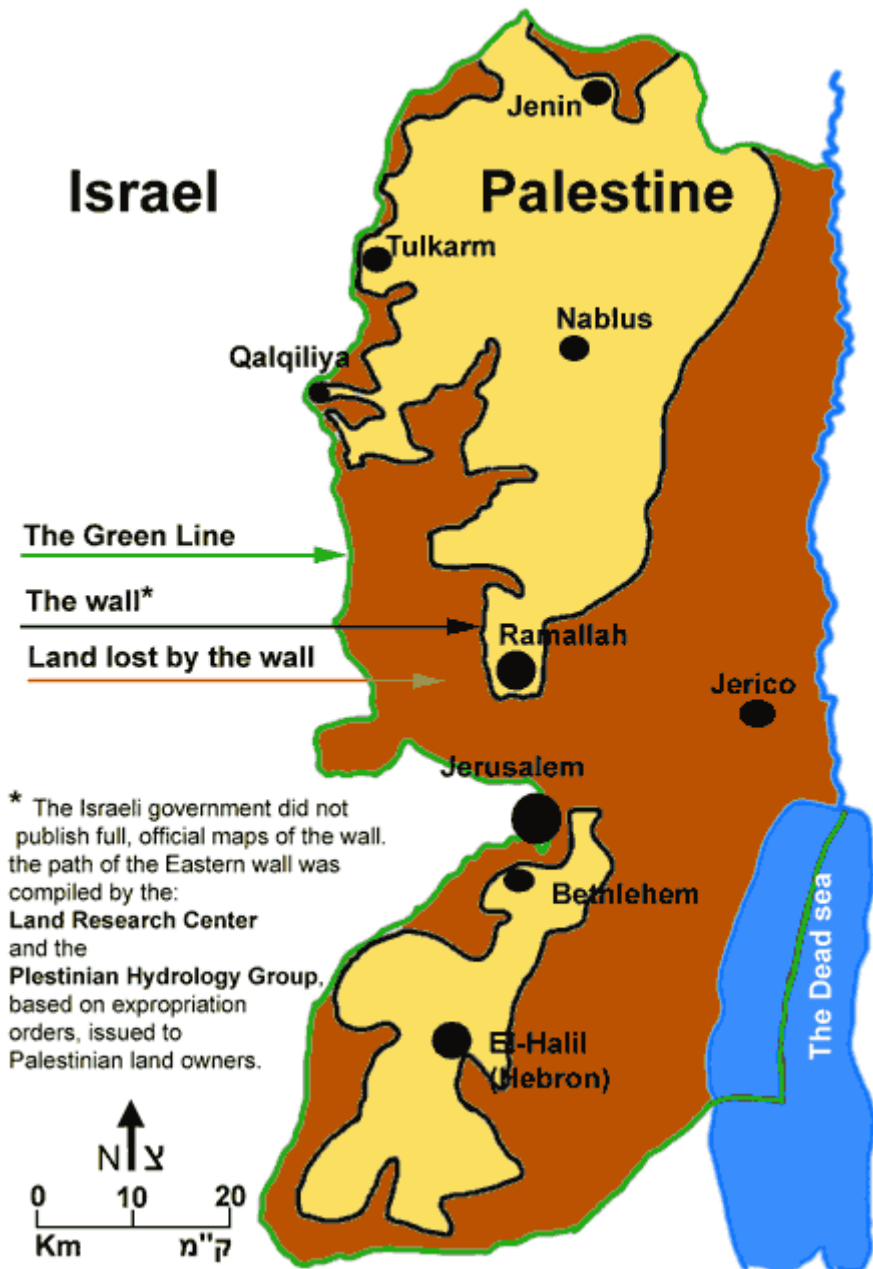 Jenin
Israel
Palestine
Tulkarm
Nablus
Qalqiliya
The Green Line
The wall*
Ramallah
Land lost by the wall
Jerico
Jerusalem
* The Israeli government did not
publish full, official maps of the wall.
the path of the Eastern wall was
compiled by the:
Land Research Center
and the
Plestinian Hydrology Group,
based on expropriation
orders, issued to
Palestinian land owners.
Bethlehem
The Dead sea
El-Halil
(Hebron)
N צ
0 10 20
Km ק"מ